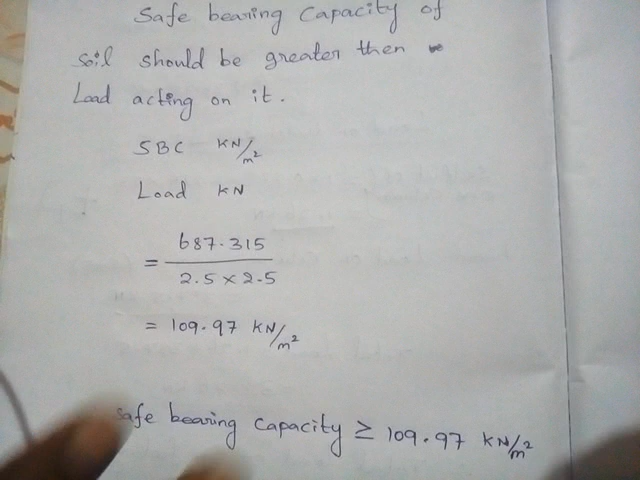 Safe bearing Capacity of
Soil should be greater then
Load acting on it.
SBC KN/m²
Load KN
= 687.315 / 2.5 × 2.5
= 109.97 KN/m²
Safe bearing Capacity ≥ 109.97 KN/m²